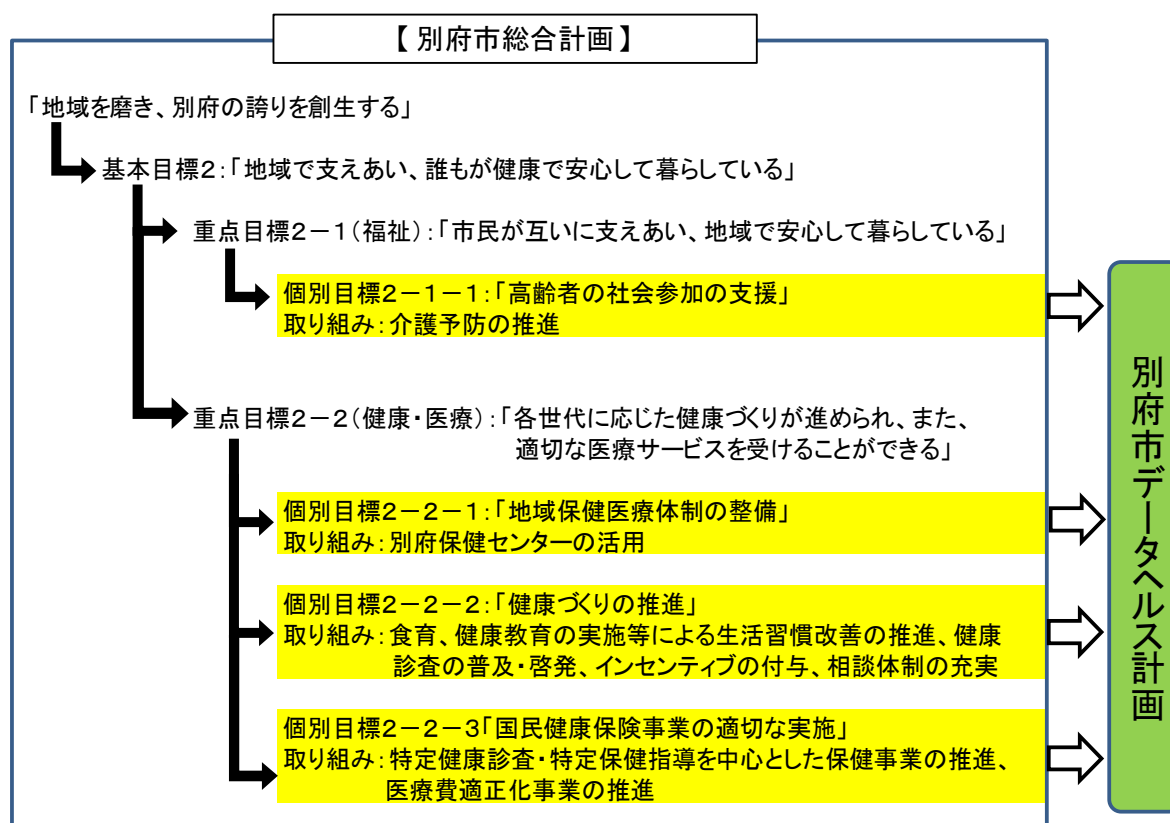 【 別府市総合計画 】
「地域を磨き、別府の誇りを創生する」
基本目標２：「地域で支えあい、誰もが健康で安心して暮らしている」
重点目標２－１（福祉）：「市民が互いに支えあい、地域で安心して暮らしている」
個別目標２－１－１：「高齢者の社会参加の支援」
取り組み：介護予防の推進
重点目標２－２（健康・医療）：「各世代に応じた健康づくりが進められ、また、
適切な医療サービスを受けることができる」
個別目標２－２－１：「地域保健医療体制の整備」
取り組み：別府保健センターの活用
個別目標２－２－２：「健康づくりの推進」
取り組み：食育、健康教育の実施等による生活習慣改善の推進、健康
診査の普及・啓発、インセンティブの付与、相談体制の充実
個別目標２－２－３「国民健康保険事業の適切な実施」
取り組み：特定健康診査・特定保健指導を中心とした保健事業の推進、
医療費適正化事業の推進
別府市データヘルス計画